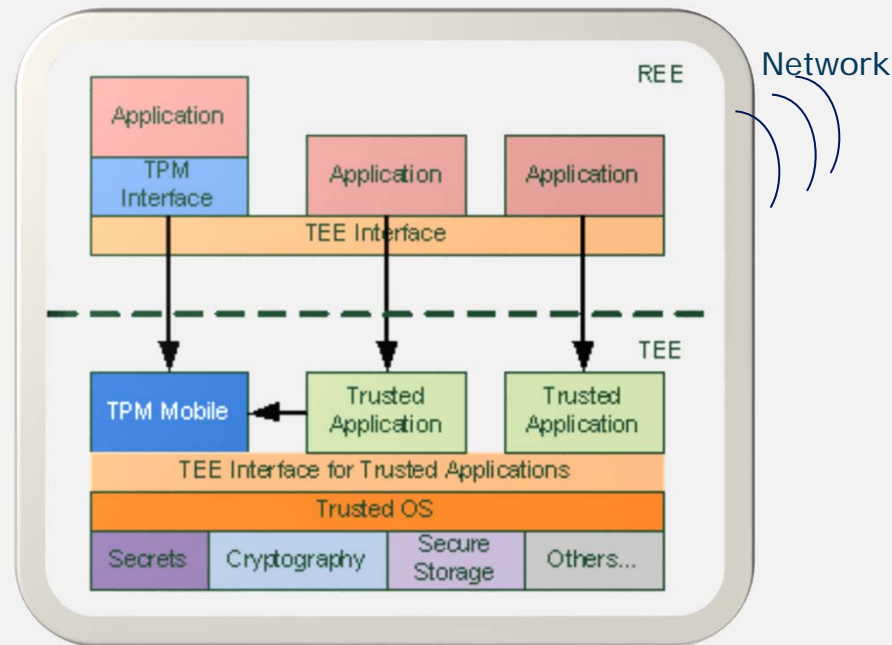 Network
REE
Application
TPM
Interface
Application
Application
TEE Interface
TEE
TPM Mobile
Trusted
Application
Trusted
Application
TEE Interface for Trusted Applications
Trusted OS
Secrets
Cryptography
Secure
Storage
Others...